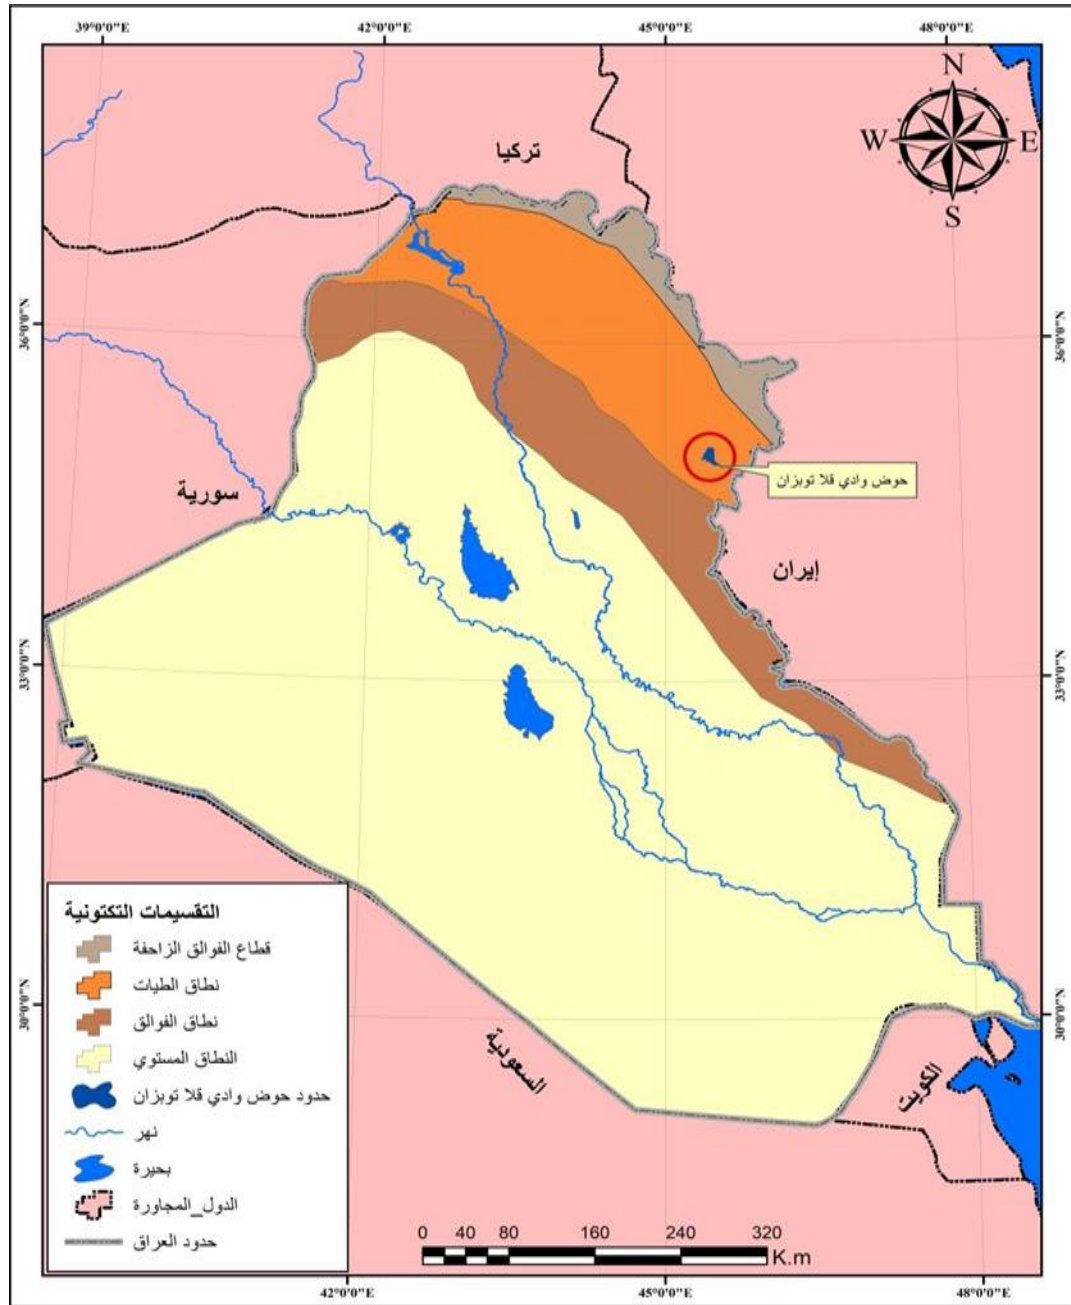 39°0'0"E
42°0'0"E
45°0'0"E
48°0'0"E
N
W
E
S
تركيا
36°0'0"N
36°0'0"N
حوض وادي قلا توبزان
سورية
إيران
33°0'0"N
33°0'0"N
التقسيمات التكتونية
قطاع الفوالق الزاحفة
نطاق الطيات
نطاق الفوالق
النطاق المستوي
حدود حوض وادي قلا توبزان
نهر
بحيرة
الدول_المجاورة
حدود العراق
30°0'0"N
30°0'0"N
السعودية
الكويت
0 40 80 160 240 320
K.m
42°0'0"E
45°0'0"E
48°0'0"E